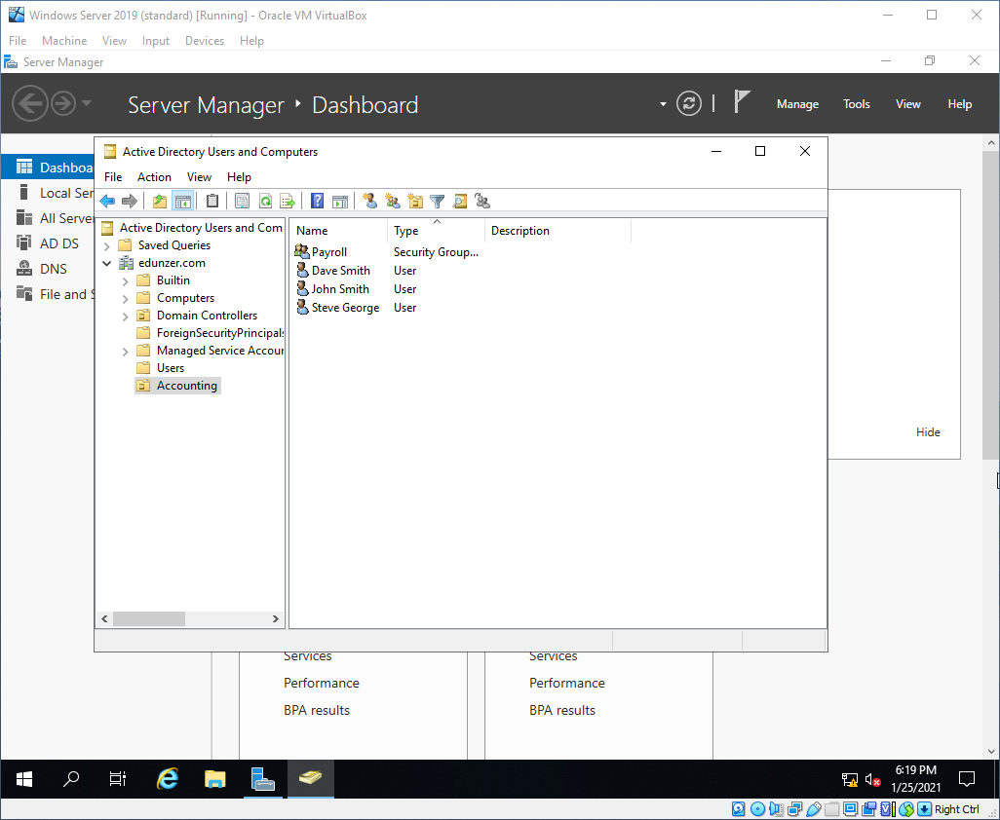 Windows Server 2019 (standard) [Running] - Oracle VM VirtualBox
File Machine View Input Devices Help
Server Manager
Server Manager Dashboard
Manage Tools View Help
Dashboa
Local Ser
All Serve
AD DS
DNS
File and S
Active Directory Users and Computers
File Action View Help
Active Directory Users and Com
Saved Queries
edunzer.com
Builtin
Computers
Domain Controllers
ForeignSecurityPrincipals
Managed Service Accour
Users
Accounting
Name Type Description
Payroll Security Group...
Dave Smith User
John Smith User
Steve George User
Hide
Services
Performance
BPA results
Services
Performance
BPA results
6:19 PM
1/25/2021
Right Ctrl